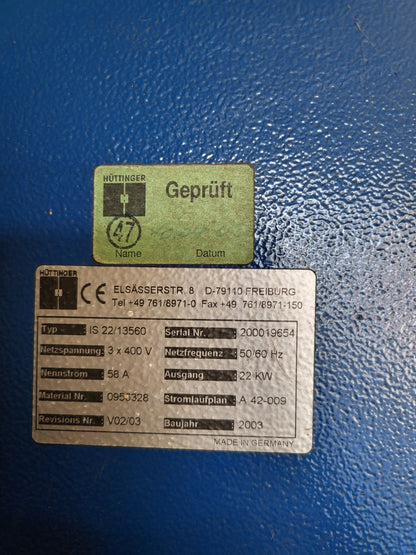 HÜTTINGER
Geprüft
47
Name Datum
HÜTTINGER
CE ELSÄSSERSTR. 8 D-79110 FREIBURG
Tel +49 761/8971-0 Fax +49 761/8971-150
Typ IS 22/13560 Serial Nr. 200019654
Netzspannung: 3 x 400 V Netzfrequenz 50/60 Hz
Nennstrom: 58 A Ausgang 22 KW
Material Nr. 0953328 Stromlaufplan A 42-009
Revisions Nr. V02/03 Baujahr 2003
MADE IN GERMANY